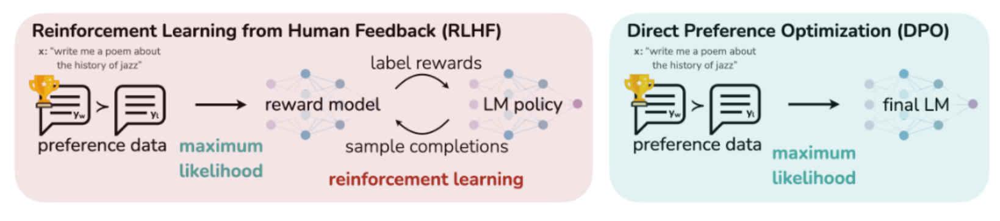 Reinforcement Learning from Human Feedback (RLHF)
x: "write me a poem about
the history of jazz"
label rewards
yw
>
yl
reward model
LM policy
preference data
maximum
likelihood
sample completions
reinforcement learning
Direct Preference Optimization (DPO)
x: "write me a poem about
the history of jazz"
yw
>
yl
final LM
preference data
maximum
likelihood